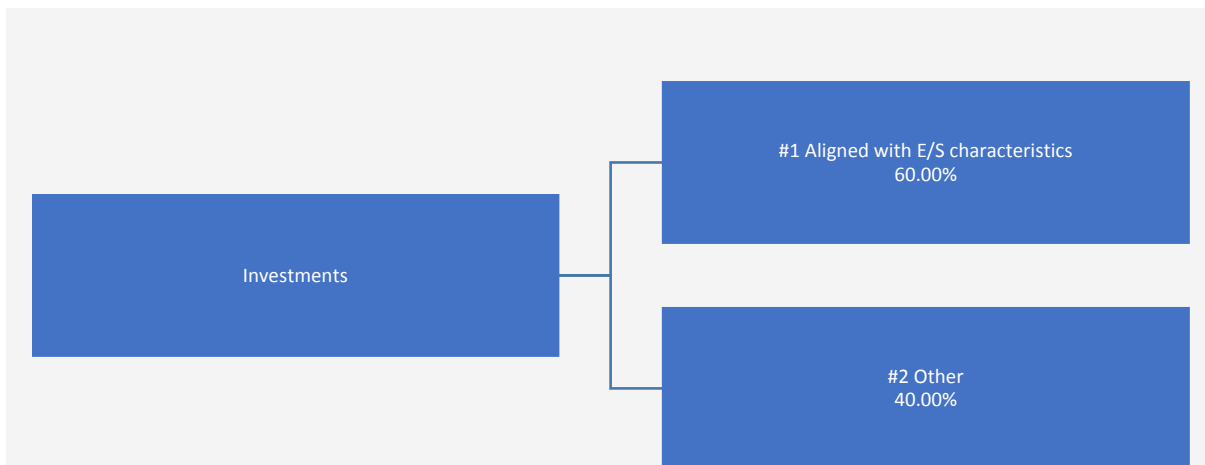 Investments
#1 Aligned with E/S characteristics
60.00%
#2 Other
40.00%